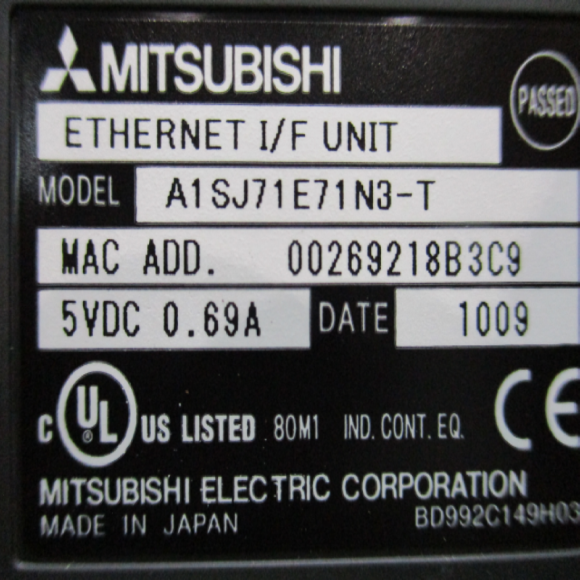 MITSUBISHI
PASSED
ETHERNET I/F UNIT
MODEL A1SJ71E71N3-T
MAC ADD. 00269218B3C9
5VDC 0.69A DATE 1009
C UL ® US LISTED 80M1 IND. CONT. EQ. CE
MITSUBISHI ELECTRIC CORPORATION
MADE IN JAPAN BD992C149H03